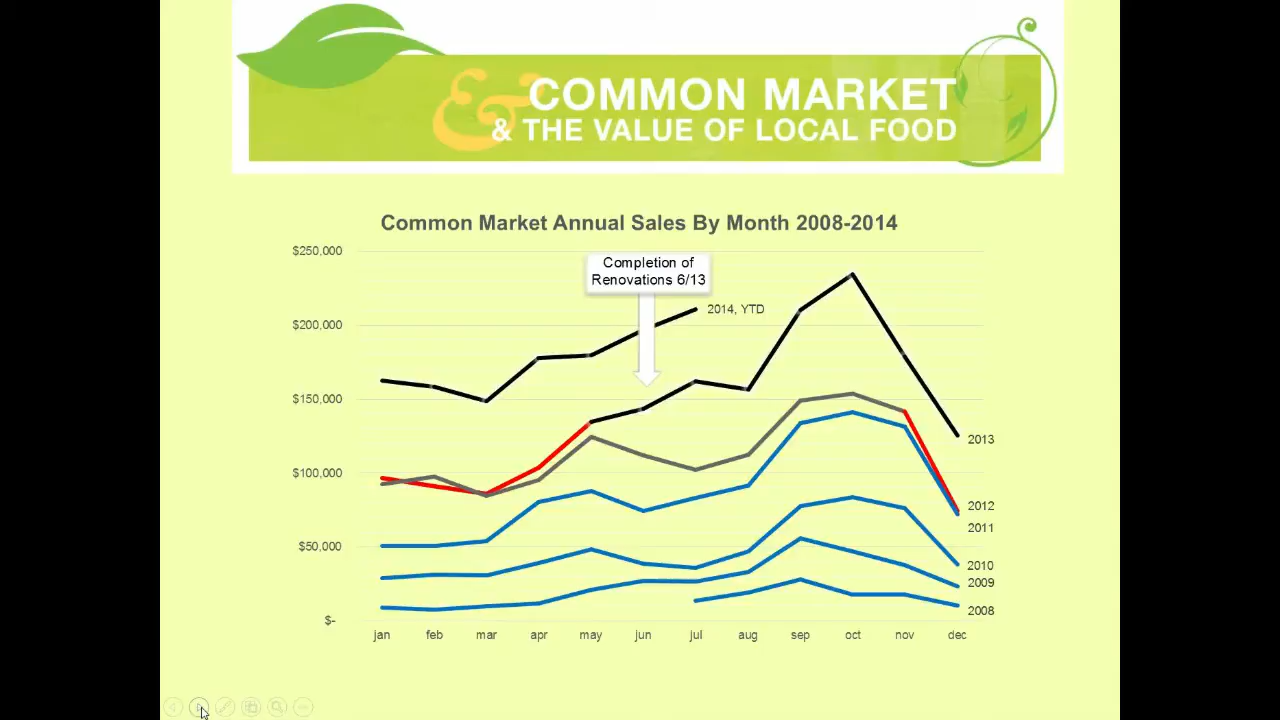 COMMON MARKET
& THE VALUE OF LOCAL FOOD
Common Market Annual Sales By Month 2008-2014
$250,000
Completion of
Renovations 6/13
2014, YTD
$200,000
$150,000
2013
$100,000
2012
2011
$50,000
2010
2009
2008
$-
jan feb mar apr may jun jul aug sep oct nov dec